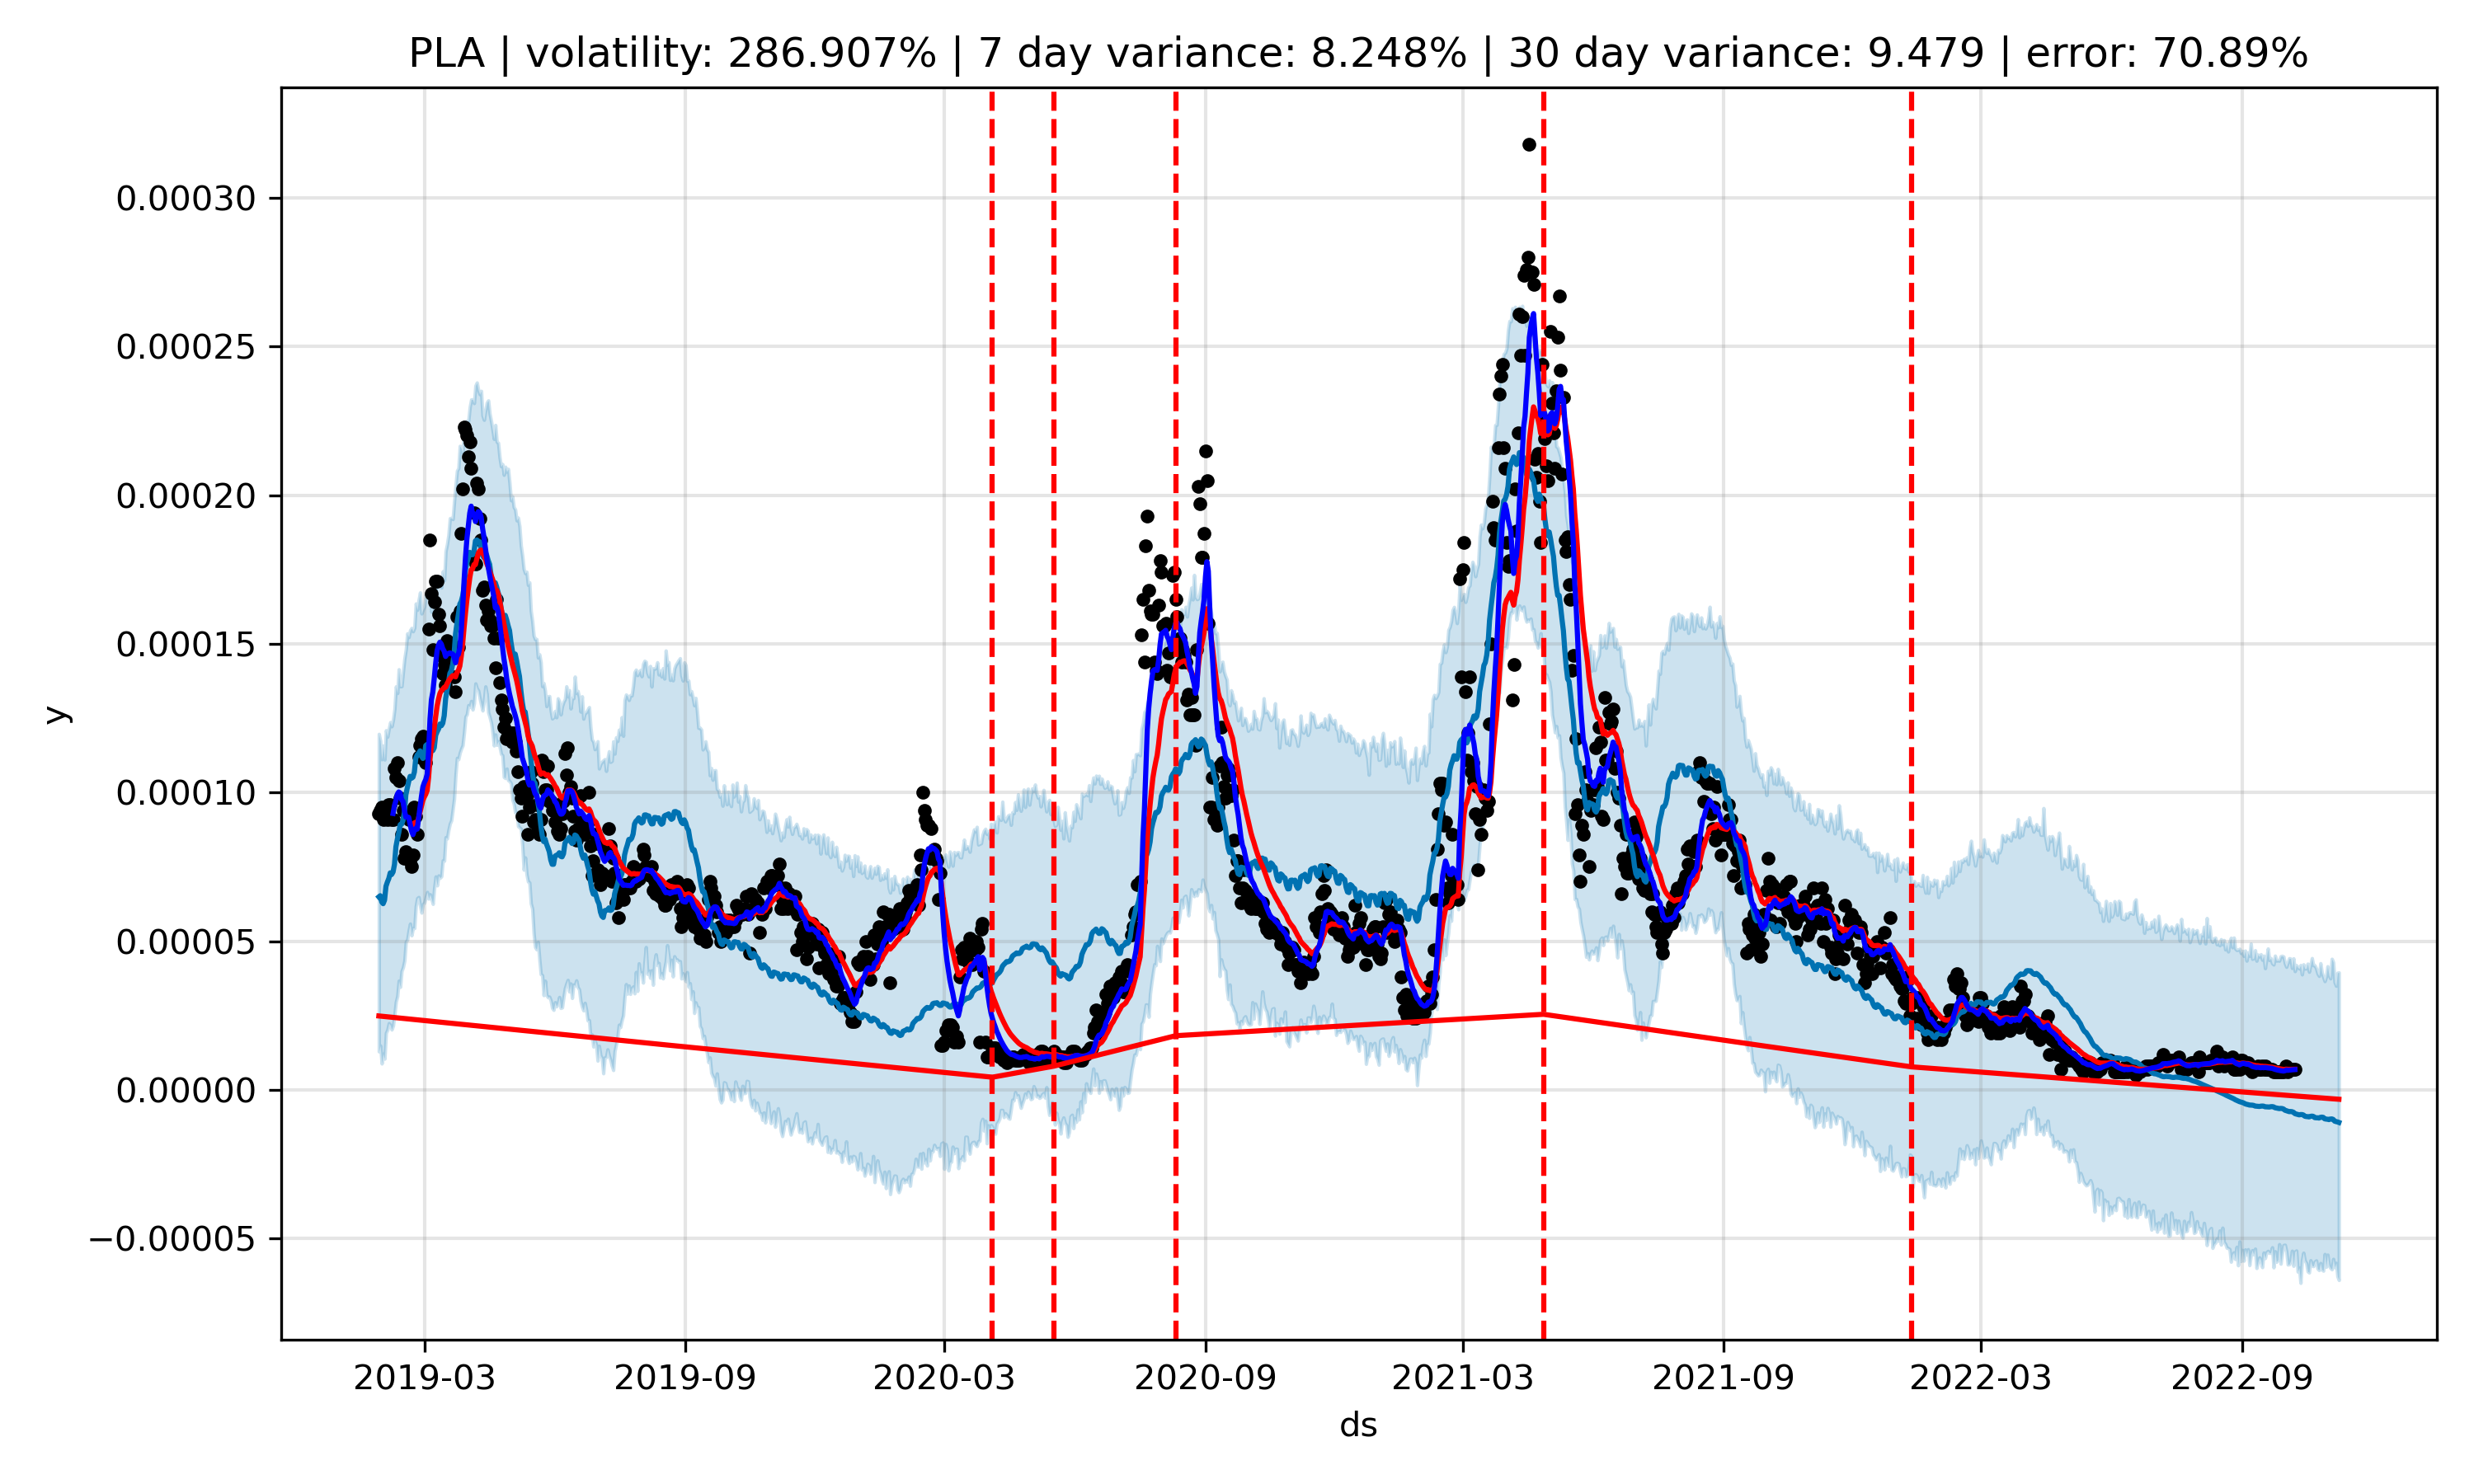 PLA | volatility: 286.907% | 7 day variance: 8.248% | 30 day variance: 9.479 | error: 70.89%
y
0.00030
0.00025
0.00020
0.00015
0.00010
0.00005
0.00000
−0.00005
2019-03 2019-09 2020-03 2020-09 2021-03 2021-09 2022-03 2022-09
ds